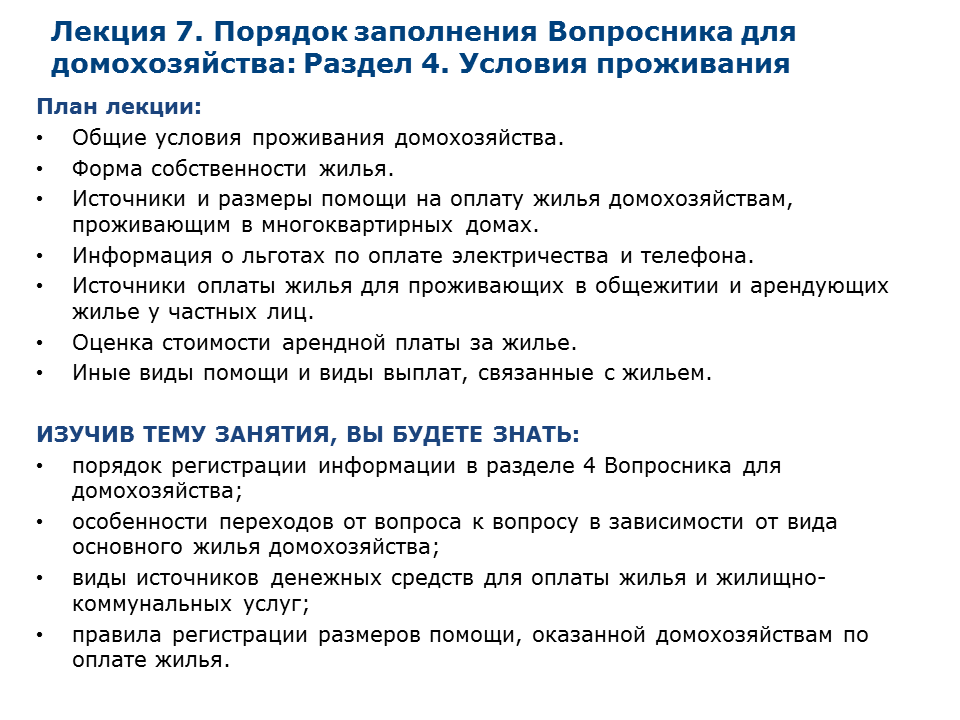 Лекция 7. Порядок заполнения Вопросника для
домохозяйства: Раздел 4. Условия проживания
План лекции:
• Общие условия проживания домохозяйства.
• Форма собственности жилья.
• Источники и размеры помощи на оплату жилья домохозяйствам,
проживающим в многоквартирных домах.
• Информация о льготах по оплате электричества и телефона.
• Источники оплаты жилья для проживающих в общежитии и арендующих
жилье у частных лиц.
• Оценка стоимости арендной платы за жилье.
• Иные виды помощи и виды выплат, связанные с жильем.
ИЗУЧИВ ТЕМУ ЗАНЯТИЯ, ВЫ БУДЕТЕ ЗНАТЬ:
• порядок регистрации информации в разделе 4 Вопросника для
домохозяйства;
• особенности переходов от вопроса к вопросу в зависимости от вида
основного жилья домохозяйства;
• виды источников денежных средств для оплаты жилья и жилищно-
коммунальных услуг;
• правила регистрации размеров помощи, оказанной домохозяйствам по
оплате жилья.